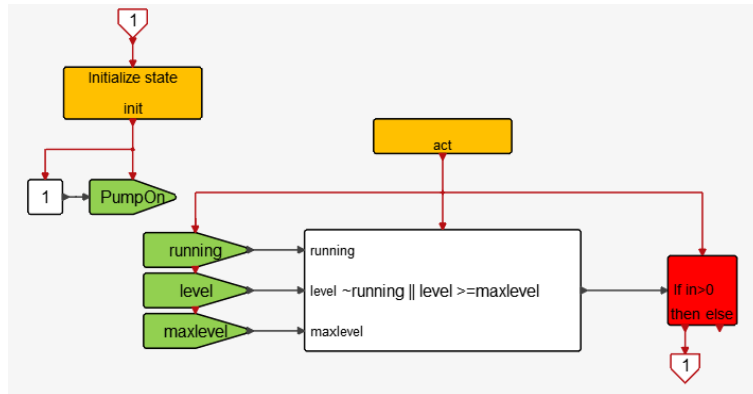 1
Initialize state
init
act
1
PumpOn
running
running
level
level ~running || level >=maxlevel
maxlevel
maxlevel
If in>0
then else
1